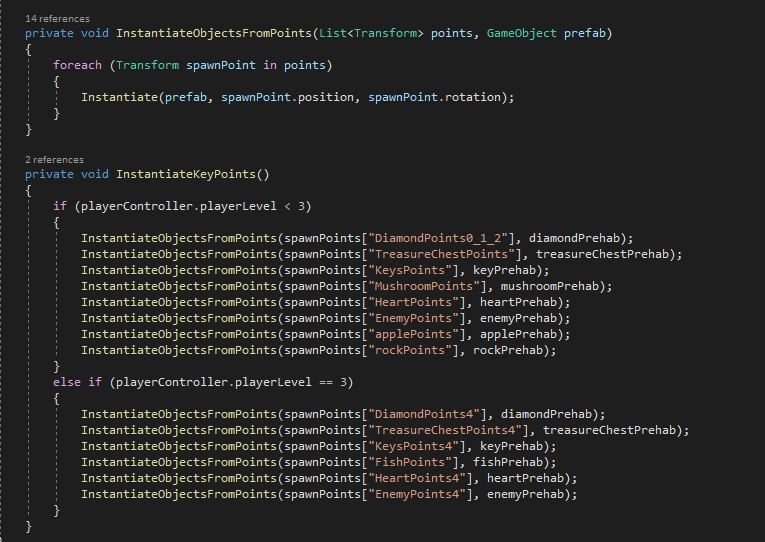 14 references
private void InstantiateObjectsFromPoints(List<Transform> points, GameObject prefab)
{
foreach (Transform spawnPoint in points)
{
Instantiate(prefab, spawnPoint.position, spawnPoint.rotation);
}
}
2 references
private void InstantiateKeyPoints()
{
if (playerController.playerLevel < 3)
{
InstantiateObjectsFromPoints(spawnPoints["DiamondPoints0_1_2"], diamondPrehab);
InstantiateObjectsFromPoints(spawnPoints["TreasureChestPoints"], treasureChestPrehab);
InstantiateObjectsFromPoints(spawnPoints["KeysPoints"], keyPrehab);
InstantiateObjectsFromPoints(spawnPoints["MushroomPoints"], mushroomPrehab);
InstantiateObjectsFromPoints(spawnPoints["HeartPoints"], heartPrehab);
InstantiateObjectsFromPoints(spawnPoints["EnemyPoints"], enemyPrehab);
InstantiateObjectsFromPoints(spawnPoints["applePoints"], applePrehab);
InstantiateObjectsFromPoints(spawnPoints["rockPoints"], rockPrehab);
}
else if (playerController.playerLevel == 3)
{
InstantiateObjectsFromPoints(spawnPoints["DiamondPoints4"], diamondPrehab);
InstantiateObjectsFromPoints(spawnPoints["TreasureChestPoints4"], treasureChestPrehab);
InstantiateObjectsFromPoints(spawnPoints["KeysPoints4"], keyPrehab);
InstantiateObjectsFromPoints(spawnPoints["FishPoints"], fishPrehab);
InstantiateObjectsFromPoints(spawnPoints["HeartPoints4"], heartPrehab);
InstantiateObjectsFromPoints(spawnPoints["EnemyPoints4"], enemyPrehab);
}
}